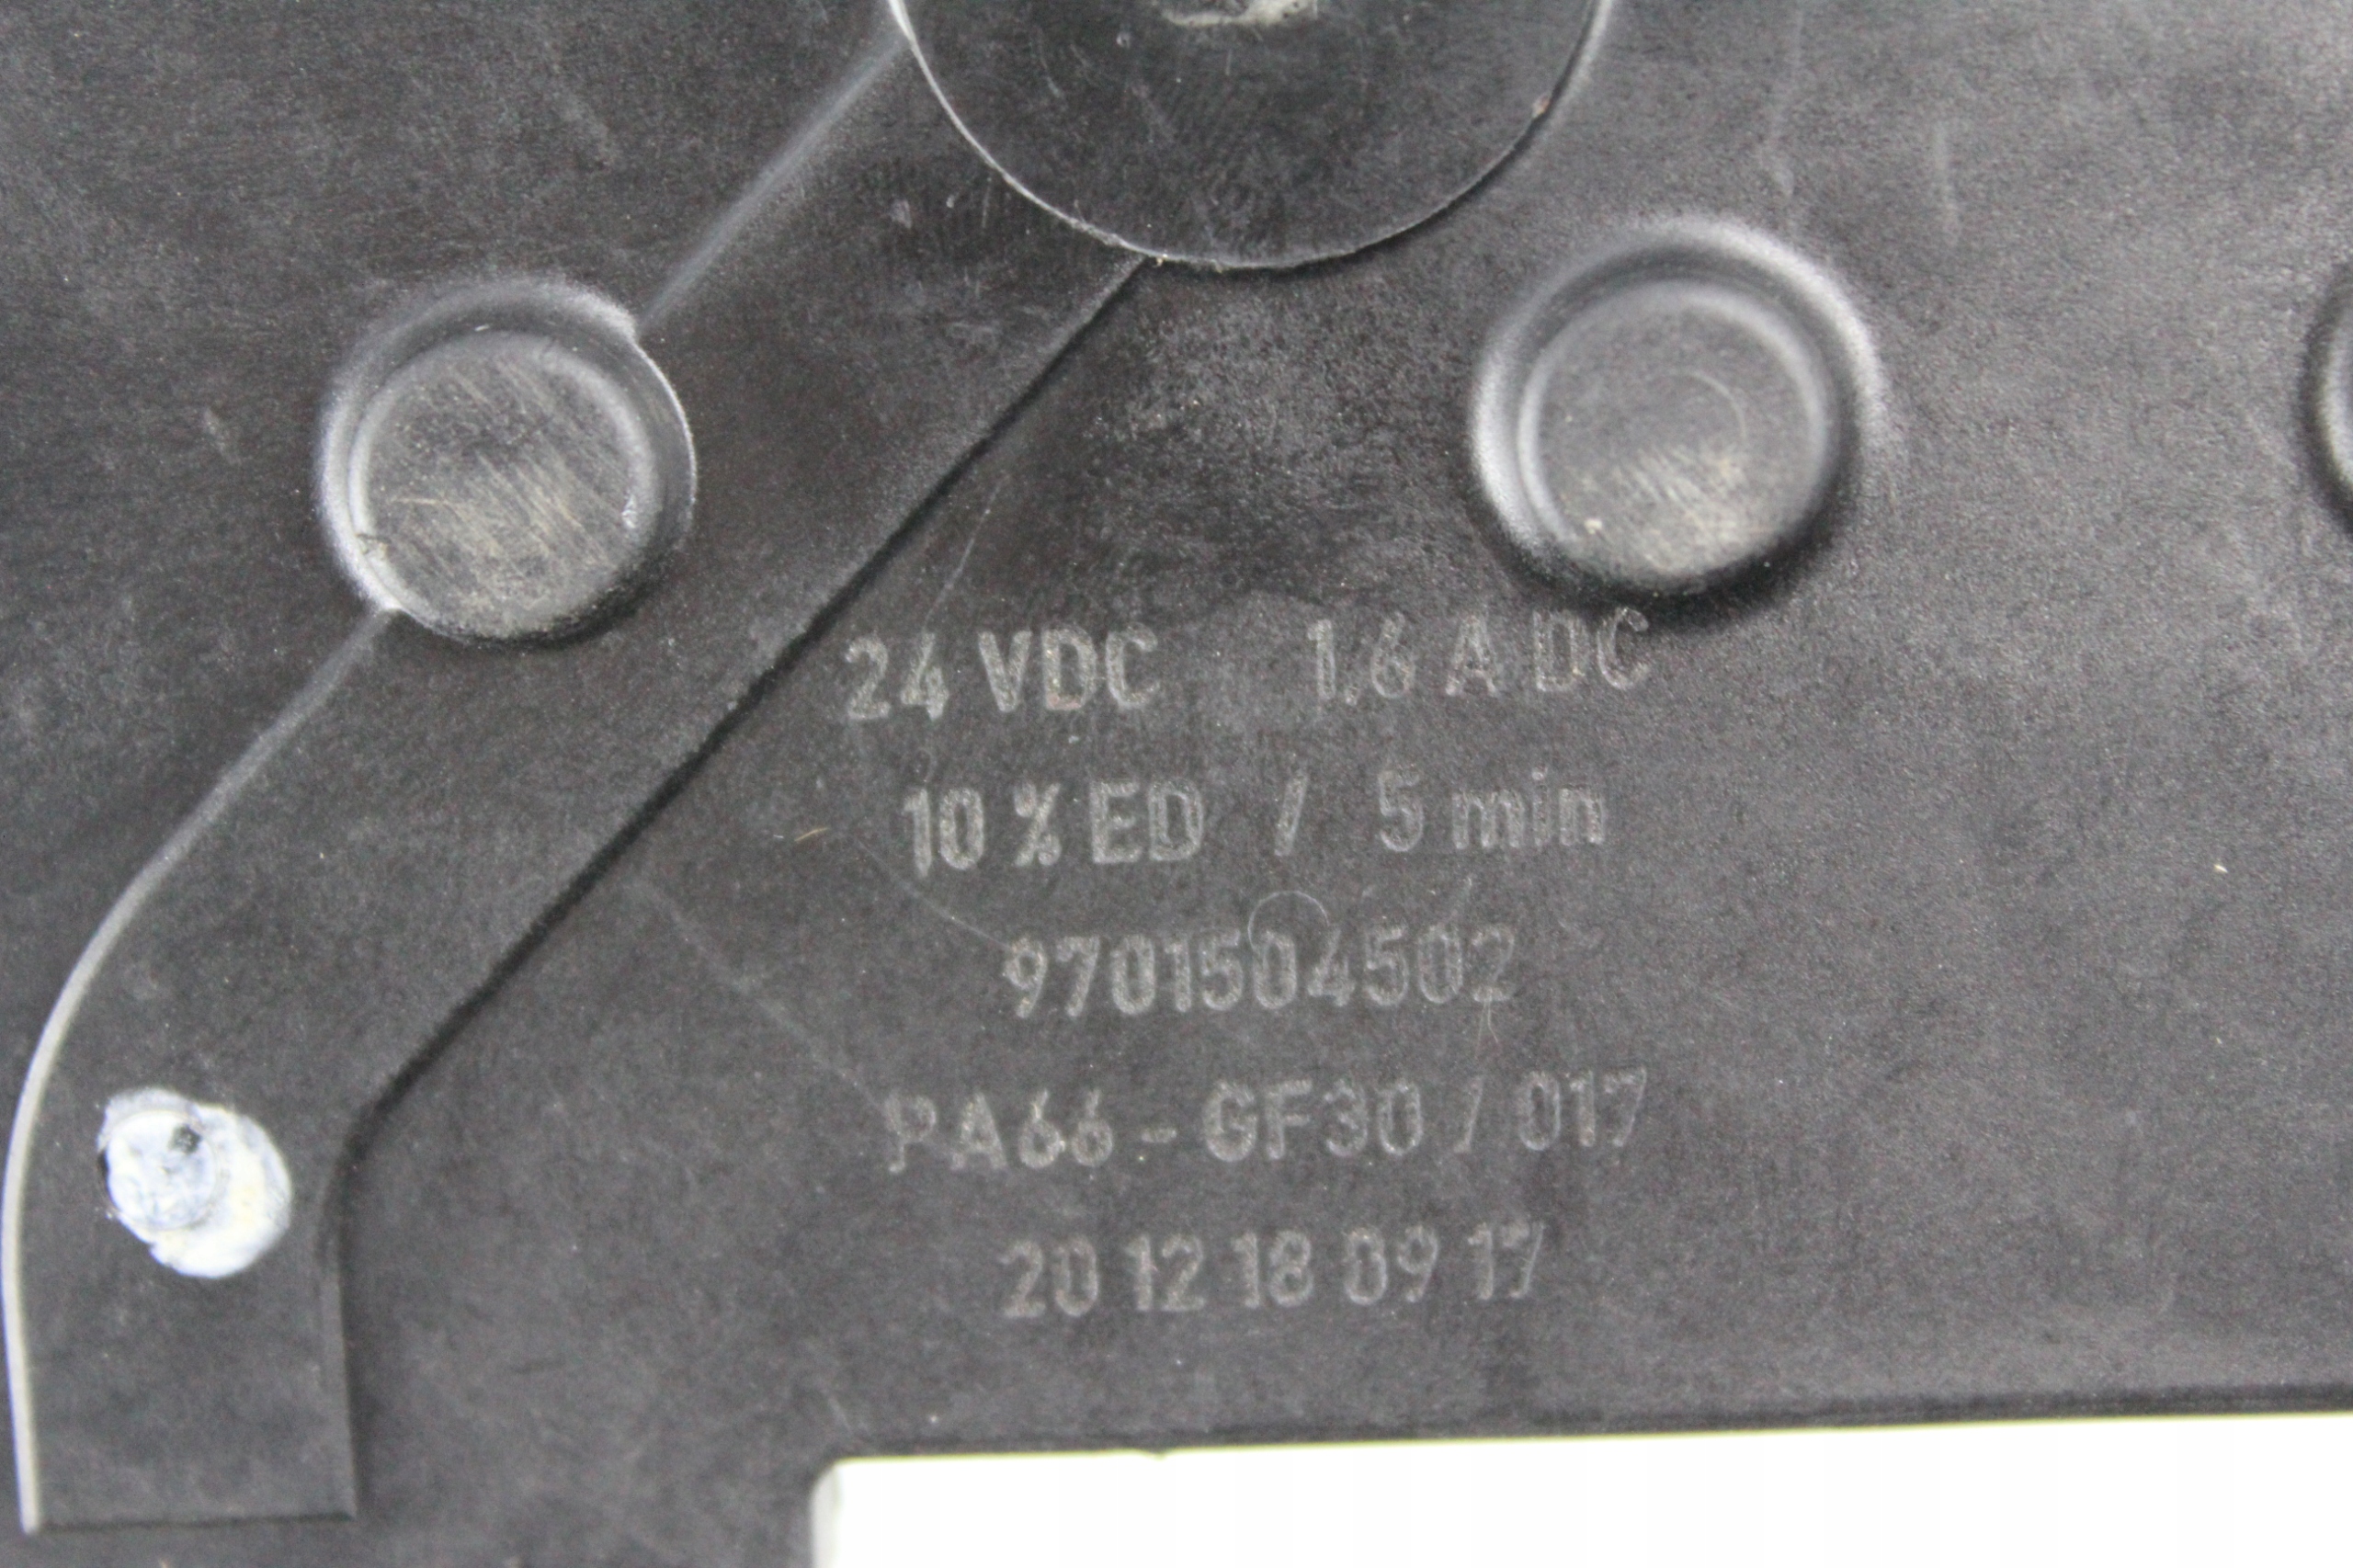 24 VDC 1.6 A DC
10 % ED / 5 min
9701504502
PA66 - GF30 / 017
20 12 18 09 17